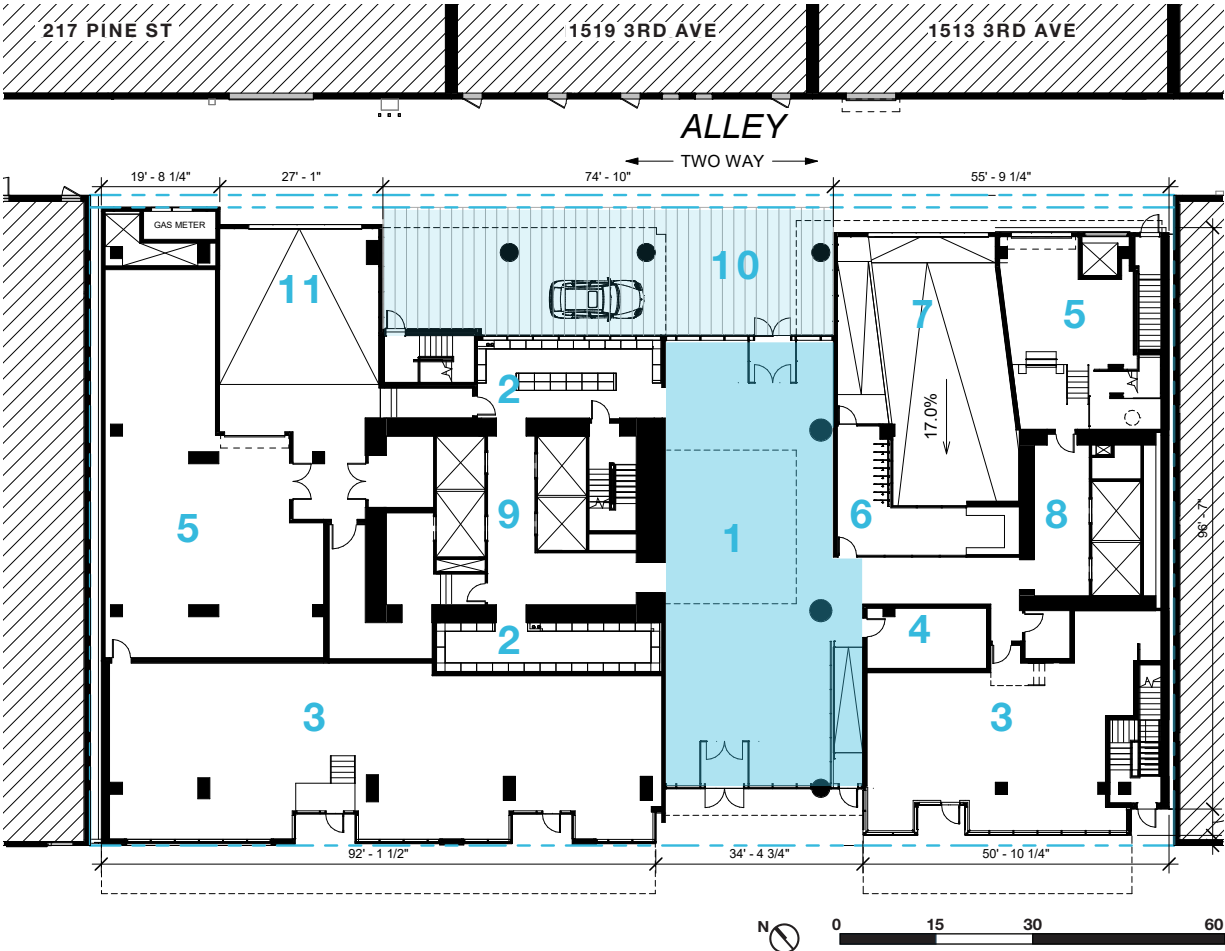 217 PINE ST
1519 3RD AVE
1513 3RD AVE
ALLEY
TWO WAY
19' - 8 1/4"
27' - 1"
74' - 10"
55' - 9 1/4"
GAS METER
11
10
7
5
2
17.0%
9
6
8
5
1
96' - 7"
4
2
3
3
92' - 1 1/2"
34' - 4 3/4"
50' - 10 1/4"
N
0 15 30 60